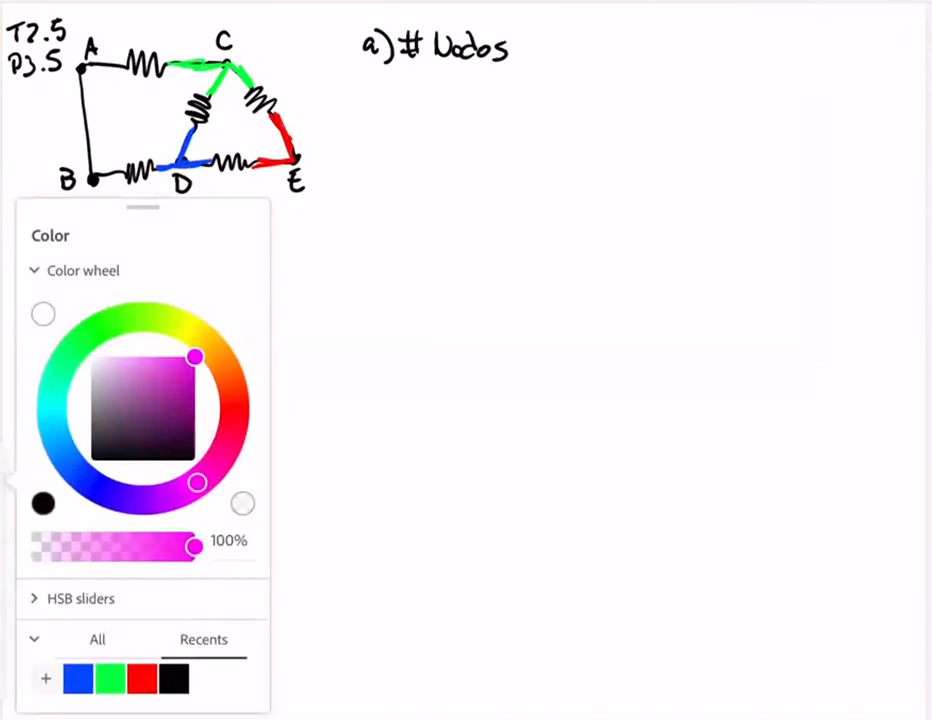 T2.5
P3.5
A
C
B
D
E
a) # Nodos
Color
Color wheel
100%
HSB sliders
All
Recents
+